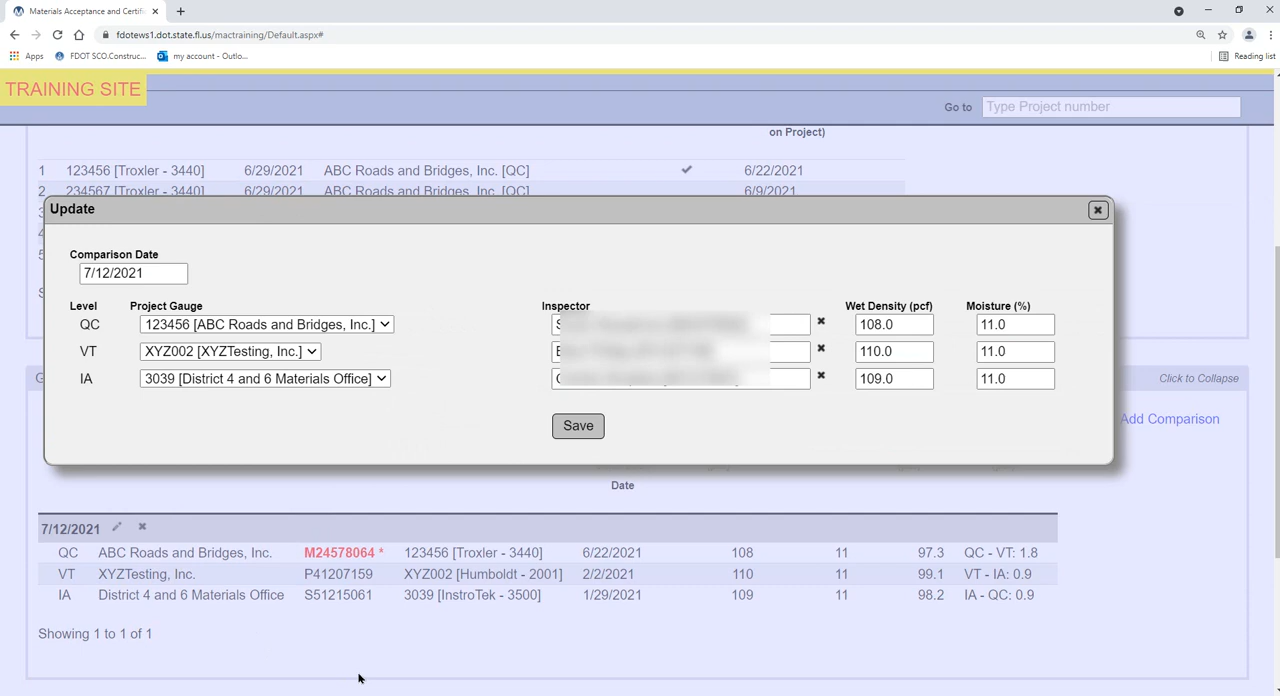 Materials Acceptance and Certifi
fdotews1.dot.state.fl.us/mactraining/Default.aspx#
Apps FDOT SCO.Construc... my account - Outlo... Reading list
TRAINING SITE
Go to Type Project number
on Project)
1 123456 [Troxler - 3440] 6/29/2021 ABC Roads and Bridges, Inc. [QC] 6/22/2021
2 234567 [Troxler - 3440] 6/29/2021 ABC Roads and Bridges, Inc. [QC] 6/9/2021
Update
Comparison Date
7/12/2021
Level Project Gauge Inspector Wet Density (pcf) Moisture (%)
QC 123456 [ABC Roads and Bridges, Inc.] 108.0 11.0
VT XYZ002 [XYZTesting, Inc.] 110.0 11.0
IA 3039 [District 4 and 6 Materials Office] 109.0 11.0
Click to Collapse
Save
Add Comparison
Date
7/12/2021
QC ABC Roads and Bridges, Inc. M24578064 * 123456 [Troxler - 3440] 6/22/2021 108 11 97.3 QC - VT: 1.8
VT XYZTesting, Inc. P41207159 XYZ002 [Humboldt - 2001] 2/2/2021 110 11 99.1 VT - IA: 0.9
IA District 4 and 6 Materials Office S51215061 3039 [InstroTek - 3500] 1/29/2021 109 11 98.2 IA - QC: 0.9
Showing 1 to 1 of 1